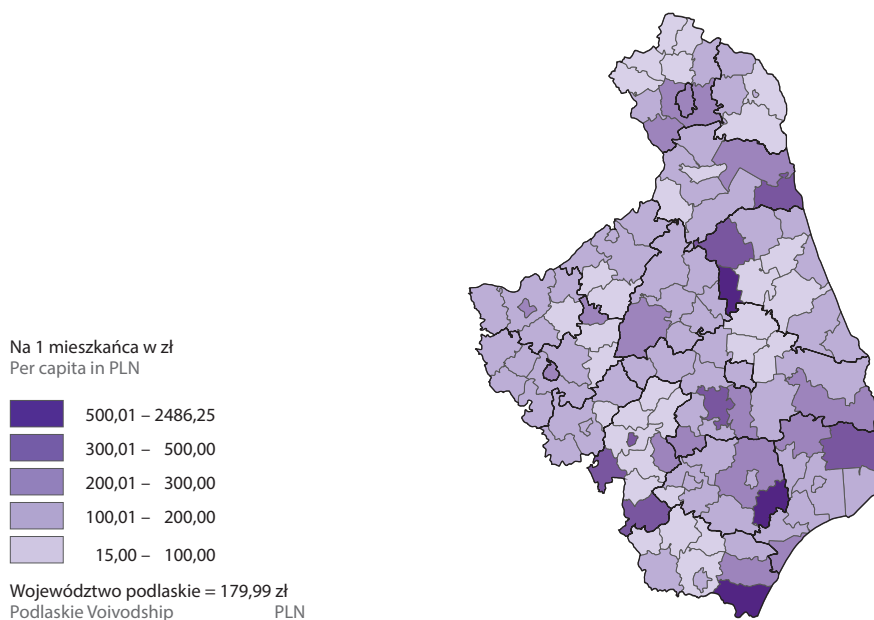 Na 1 mieszkańca w zł
Per capita in PLN
500,01 – 2486,25
300,01 – 500,00
200,01 – 300,00
100,01 – 200,00
15,00 – 100,00
Województwo podlaskie = 179,99 zł
Podlaskie Voivodship PLN